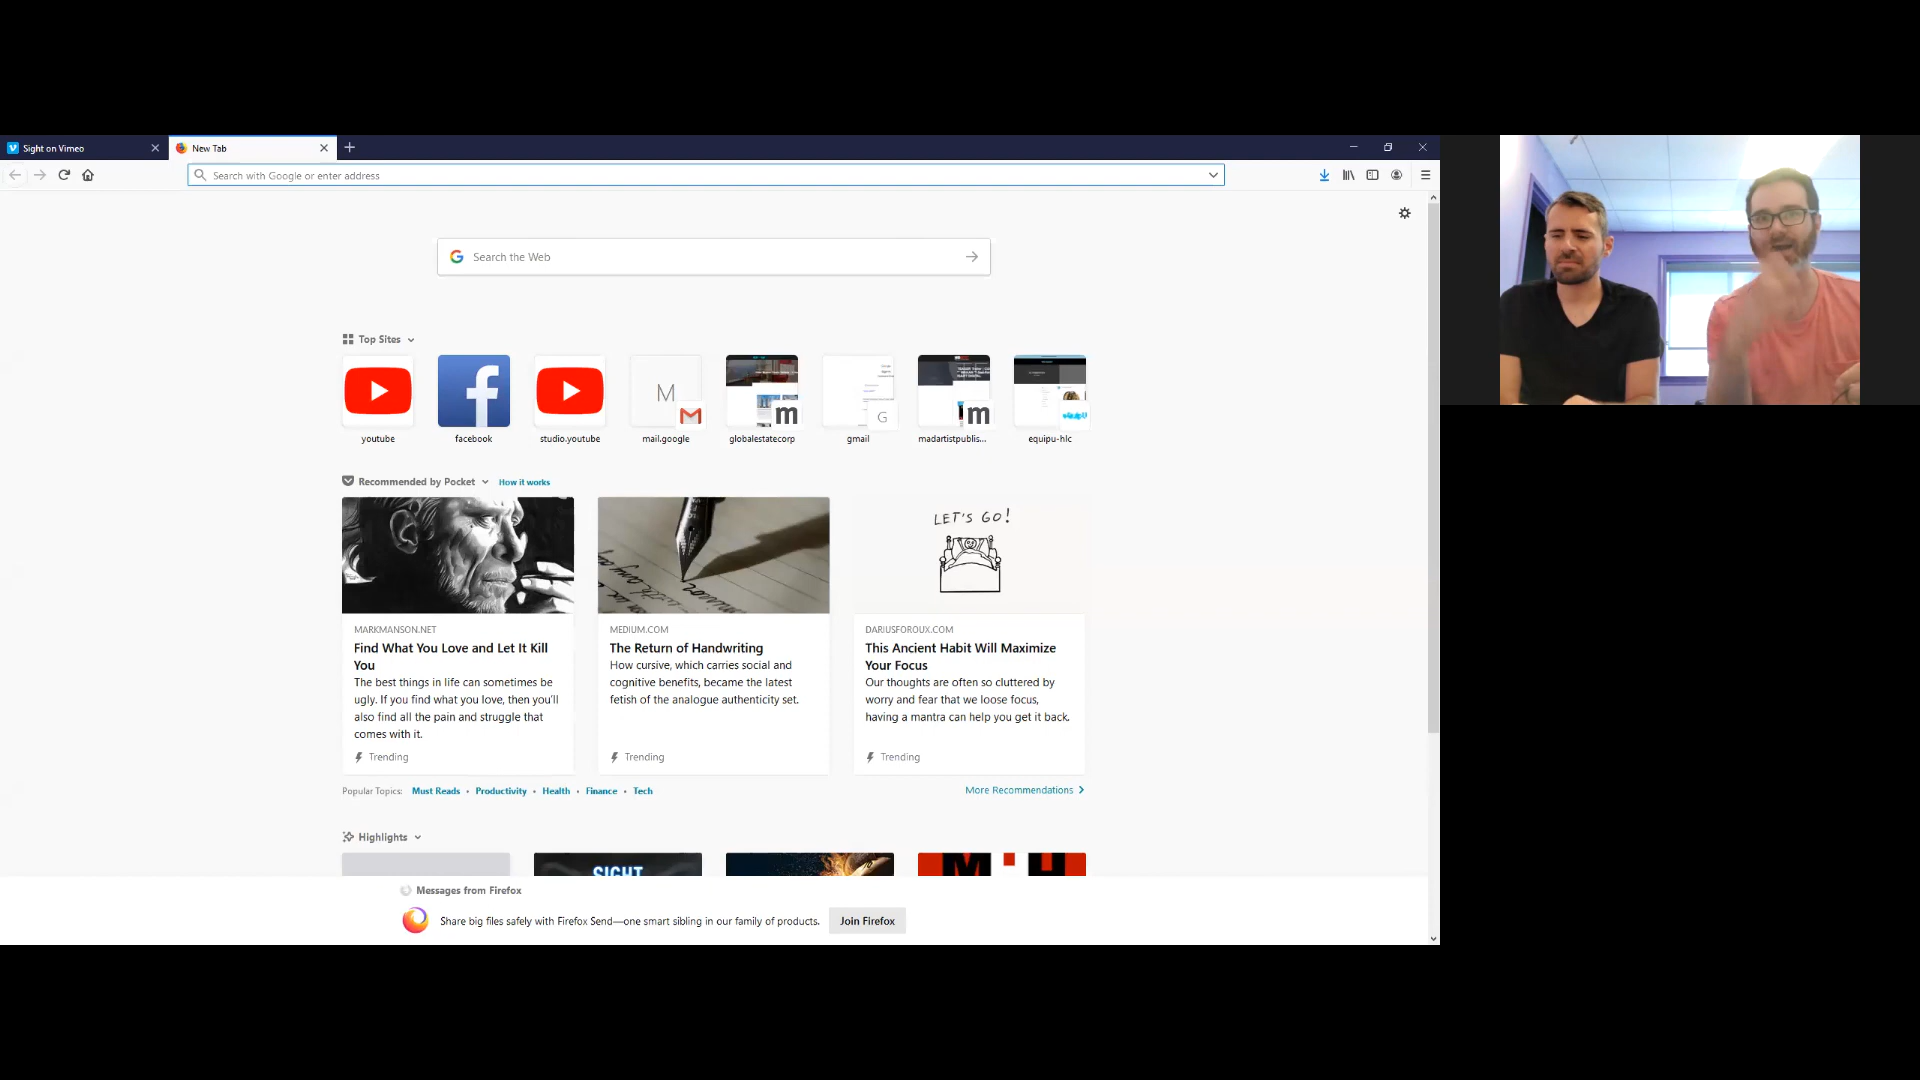 Sight on Vimeo
New Tab
Search with Google or enter address
Search the Web
Top Sites
M
m
G
m
youtube
facebook
studio.youtube
mail.google
globalestatecorp
gmail
madartistpublis...
equipu-hlc
Recommended by Pocket
How it works
LET'S GO!
MARKMANSON.NET
Find What You Love and Let It Kill
You
The best things in life can sometimes be
ugly. If you find what you love, then you'll
also find all the pain and struggle that
comes with it.
Trending
MEDIUM.COM
The Return of Handwriting
How cursive, which carries social and
cognitive benefits, became the latest
fetish of the analogue authenticity set.
Trending
DARIUSFOROUX.COM
This Ancient Habit Will Maximize
Your Focus
Our thoughts are often so cluttered by
worry and fear that we loose focus,
having a mantra can help you get it back.
Trending
Popular Topics: Must Reads • Productivity • Health • Finance • Tech
More Recommendations
Highlights
SIGHT
Messages from Firefox
Share big files safely with Firefox Send—one smart sibling in our family of products.
Join Firefox